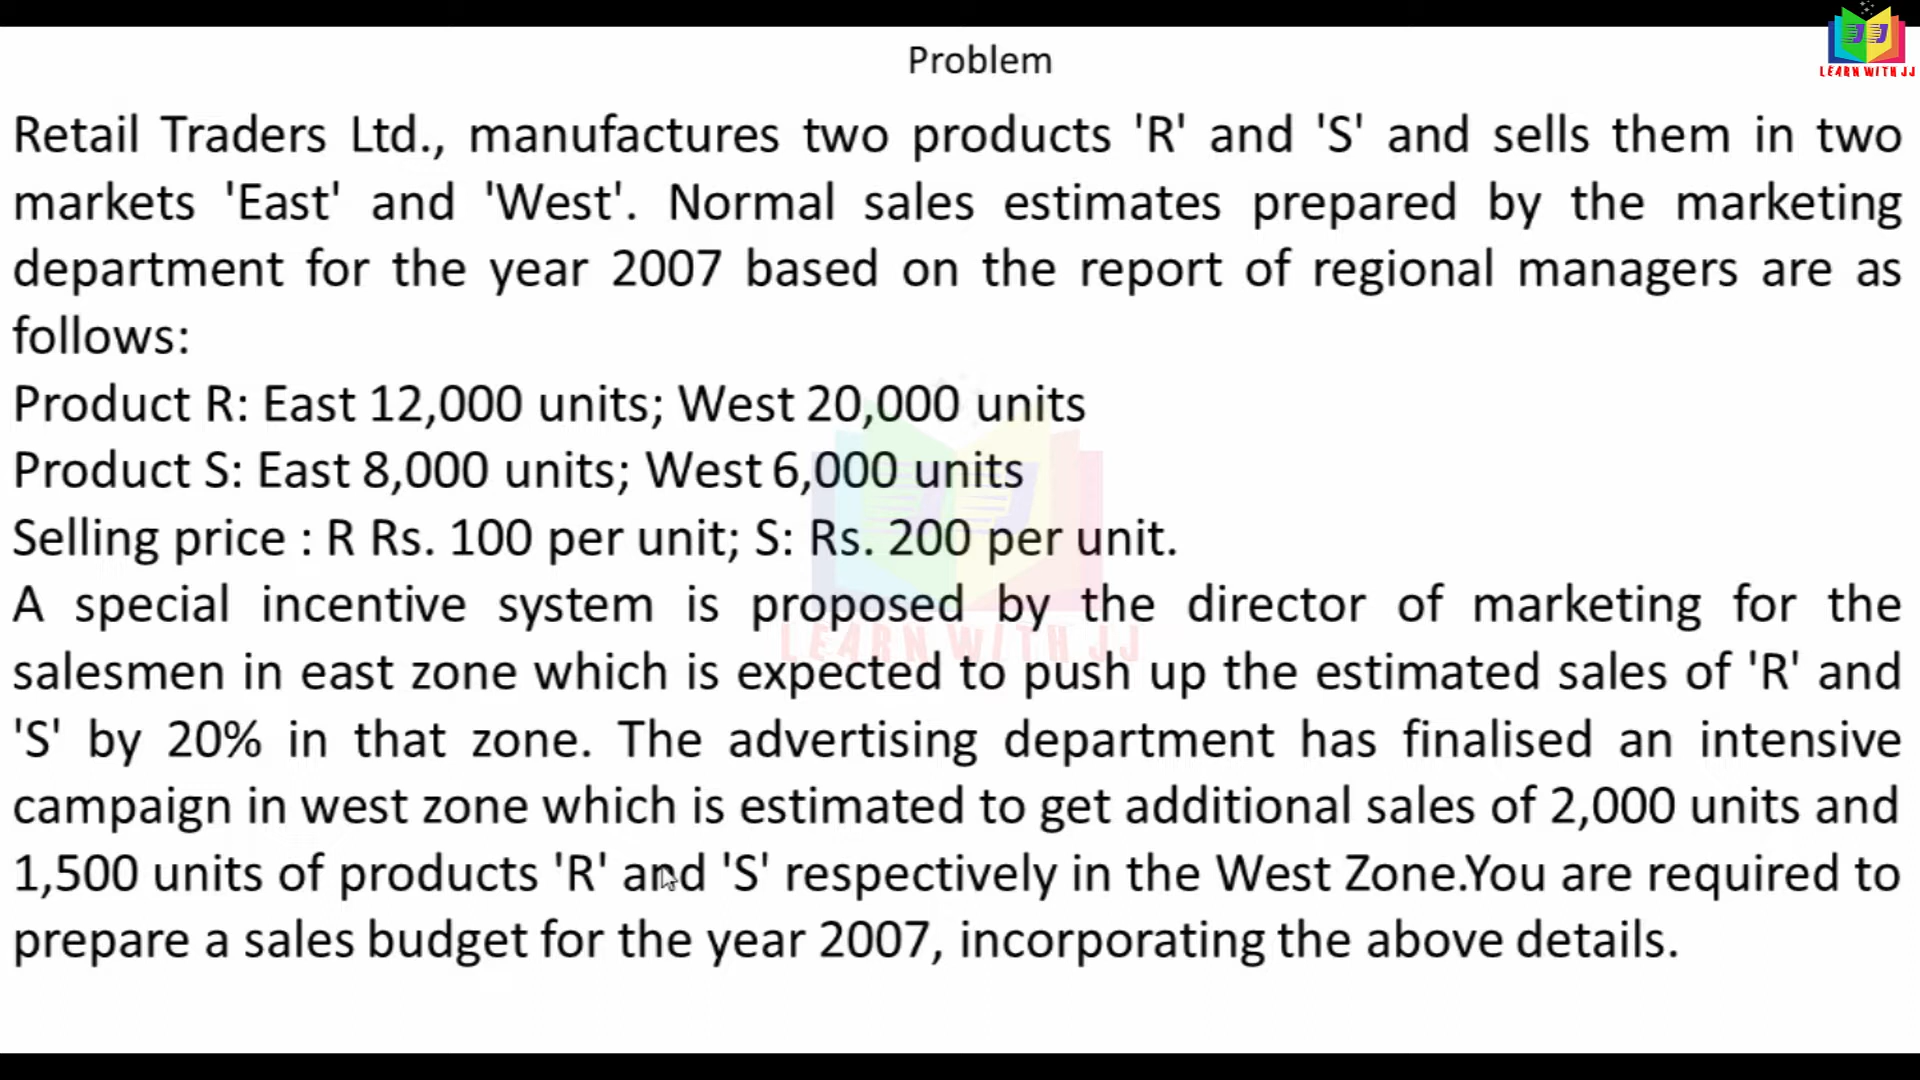 LEARN WITH JJ
Problem
Retail Traders Ltd., manufactures two products 'R' and 'S' and sells them in two
markets 'East' and 'West'. Normal sales estimates prepared by the marketing
department for the year 2007 based on the report of regional managers are as
follows:
Product R: East 12,000 units; West 20,000 units
Product S: East 8,000 units; West 6,000 units
Selling price : R Rs. 100 per unit; S: Rs. 200 per unit.
A special incentive system is proposed by the director of marketing for the
LEARN WITH JJ
salesmen in east zone which is expected to push up the estimated sales of 'R' and
'S' by 20% in that zone. The advertising department has finalised an intensive
campaign in west zone which is estimated to get additional sales of 2,000 units and
1,500 units of products 'R' and 'S' respectively in the West Zone.You are required to
prepare a sales budget for the year 2007, incorporating the above details.